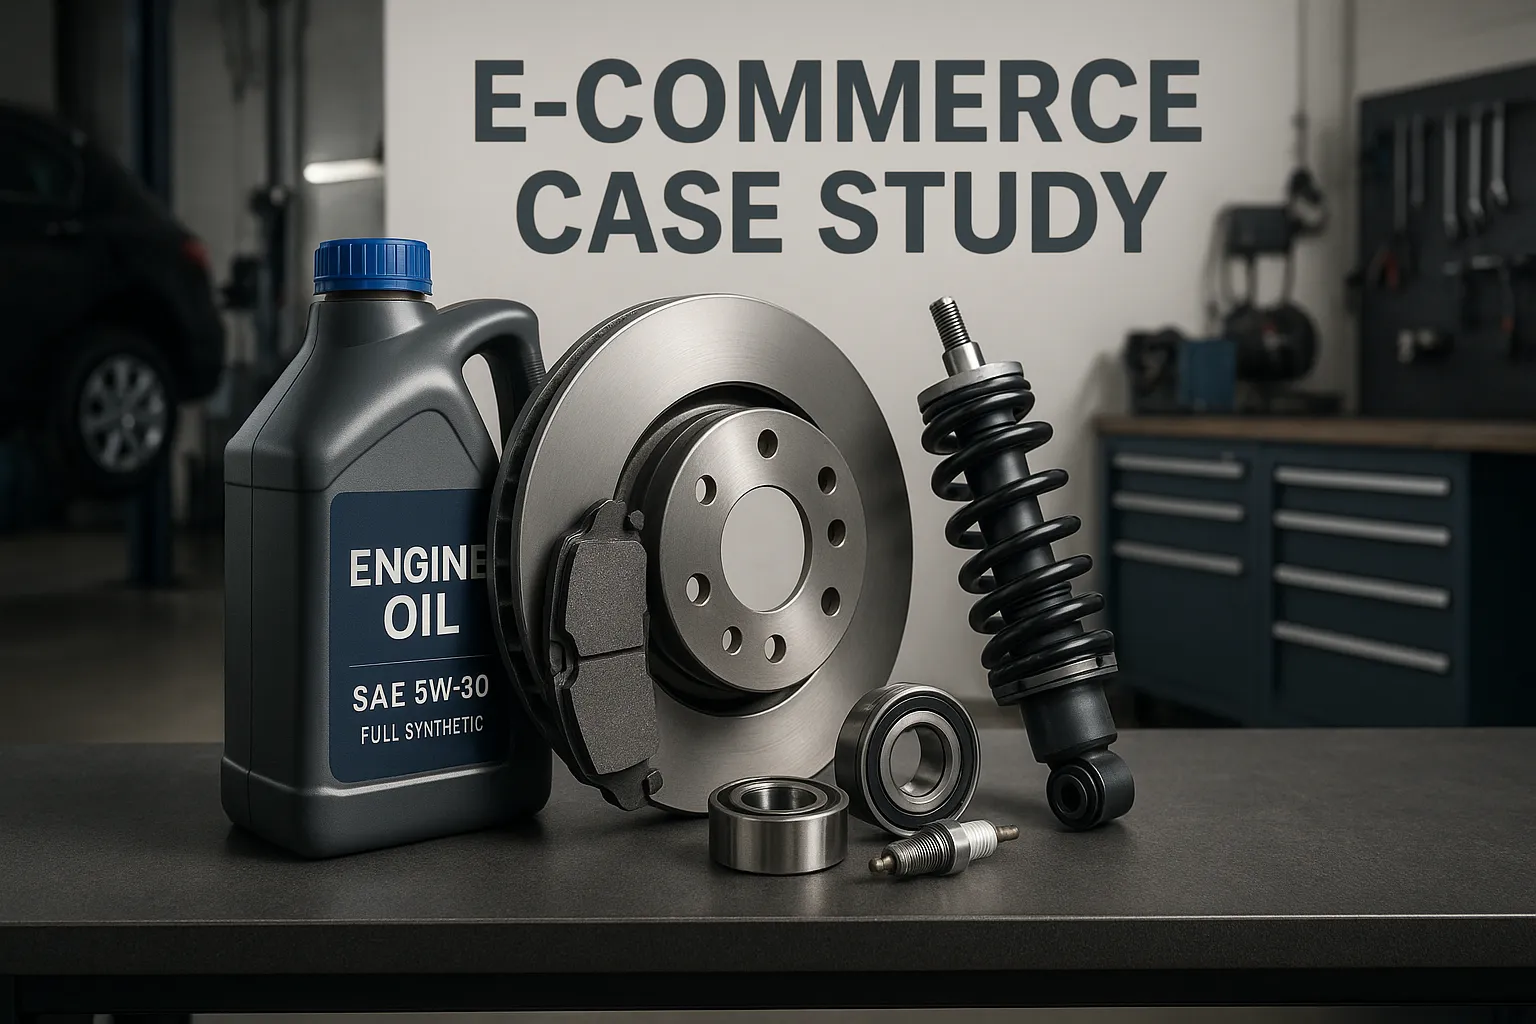 E-COMMERCE
CASE STUDY
ENGINE
OIL
SAE 5W-30
FULL SYNTHETIC